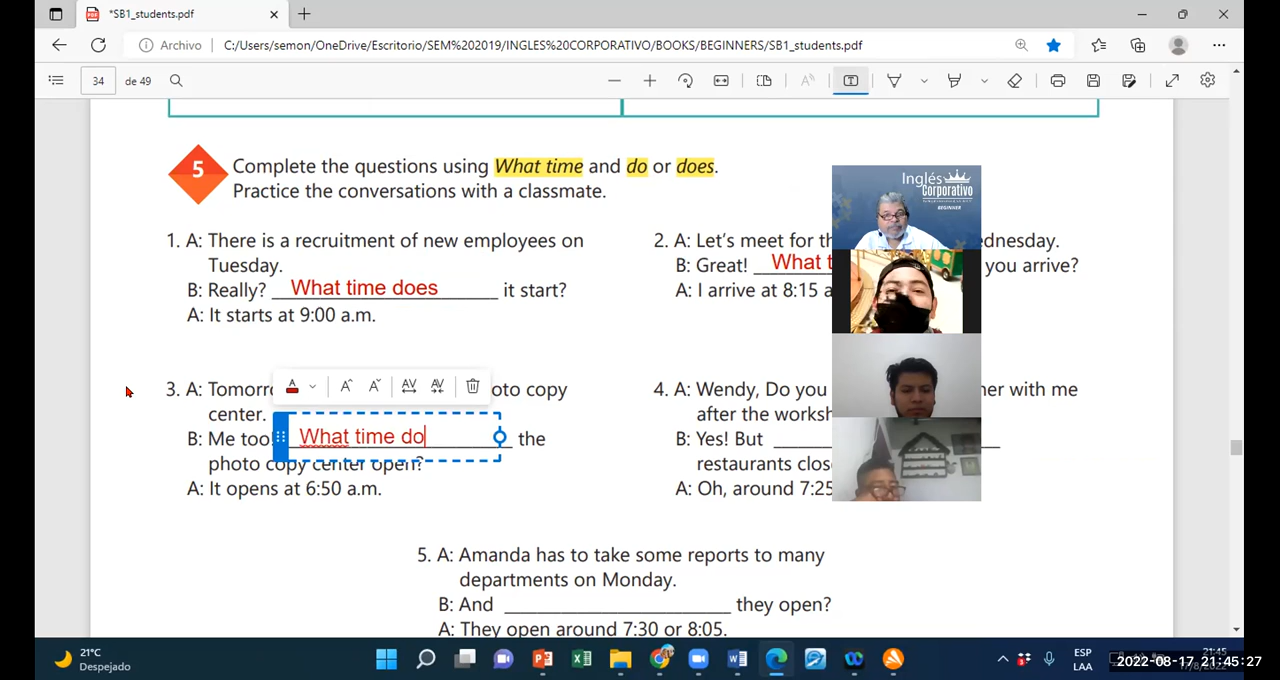 *SB1_students.pdf
Archivo
C:/Users/semon/OneDrive/Escritorio/SEM%202019/INGLES%20CORPORATIVO/BOOKS/BEGINNERS/SB1_students.pdf
34 de 49
5
Complete the questions using What time and do or does.
Practice the conversations with a classmate.
1. A: There is a recruitment of new employees on
Tuesday.
B: Really? What time does it start?
A: It starts at 9:00 a.m.
2. A: Let's meet for ednesday.
B: Great! What you arrive?
A: I arrive at 8:15
3. A: oto copy
center.
B: Me too the
photo copy center open?
What time do
A: It opens at 6:50 a.m.
4. A: Wendy, Do you with me
after the
B: Yes! But
restaurants
A: Oh, around 7:25
5. A: Amanda has to take some reports to many
departments on Monday.
B: And they open?
A: They open around 7:30 or 8:05.
Inglés
Corporativo
BEGINNER
21°C
Despejado
ESP
LAA
21:45
2022-08-17 21:45:27